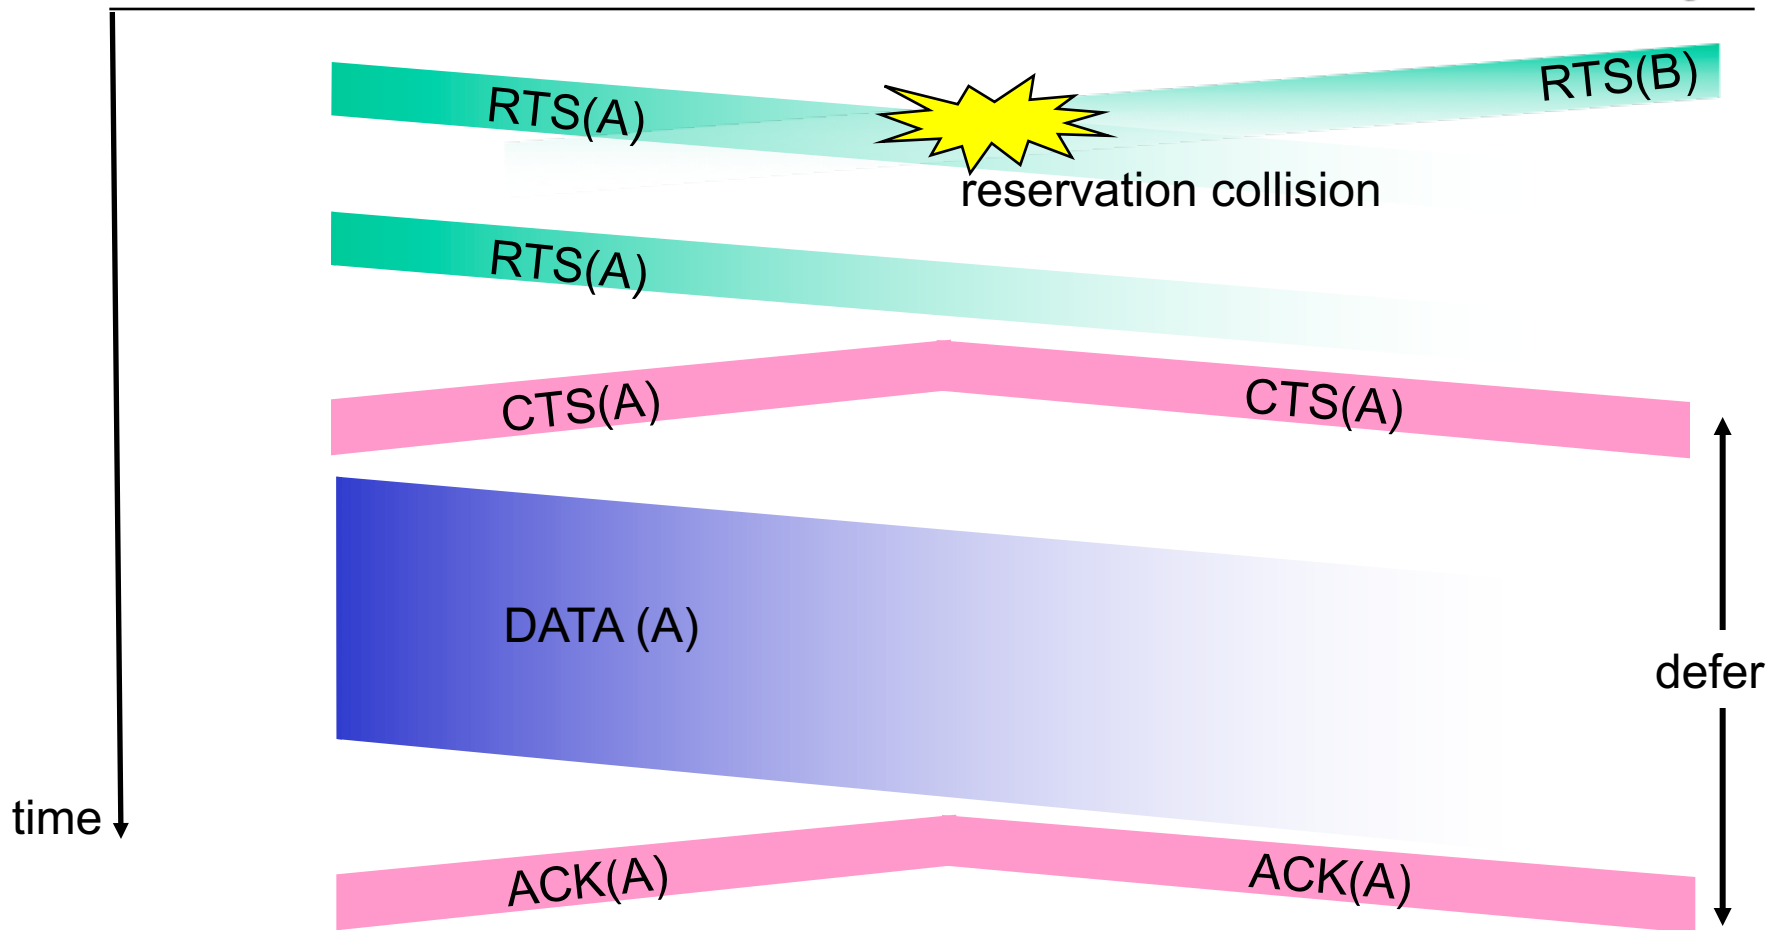 RTS(A)
RTS(B)
reservation collision
RTS(A)
CTS(A)
CTS(A)
DATA (A)
defer
time
ACK(A)
ACK(A)